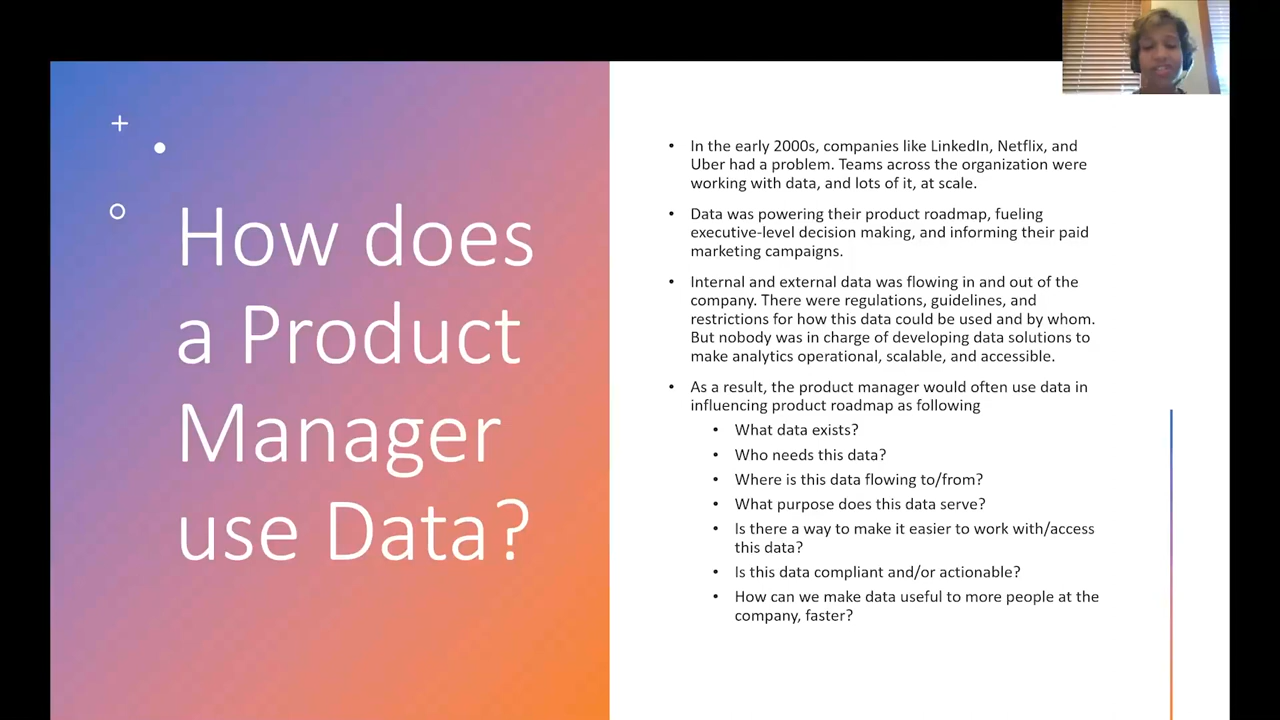 How does
a Product
Manager
use Data?
• In the early 2000s, companies like LinkedIn, Netflix, and
Uber had a problem. Teams across the organization were
working with data, and lots of it, at scale.
• Data was powering their product roadmap, fueling
executive-level decision making, and informing their paid
marketing campaigns.
• Internal and external data was flowing in and out of the
company. There were regulations, guidelines, and
restrictions for how this data could be used and by whom.
But nobody was in charge of developing data solutions to
make analytics operational, scalable, and accessible.
• As a result, the product manager would often use data in
influencing product roadmap as following
• What data exists?
• Who needs this data?
• Where is this data flowing to/from?
• What purpose does this data serve?
• Is there a way to make it easier to work with/access
this data?
• Is this data compliant and/or actionable?
• How can we make data useful to more people at the
company, faster?